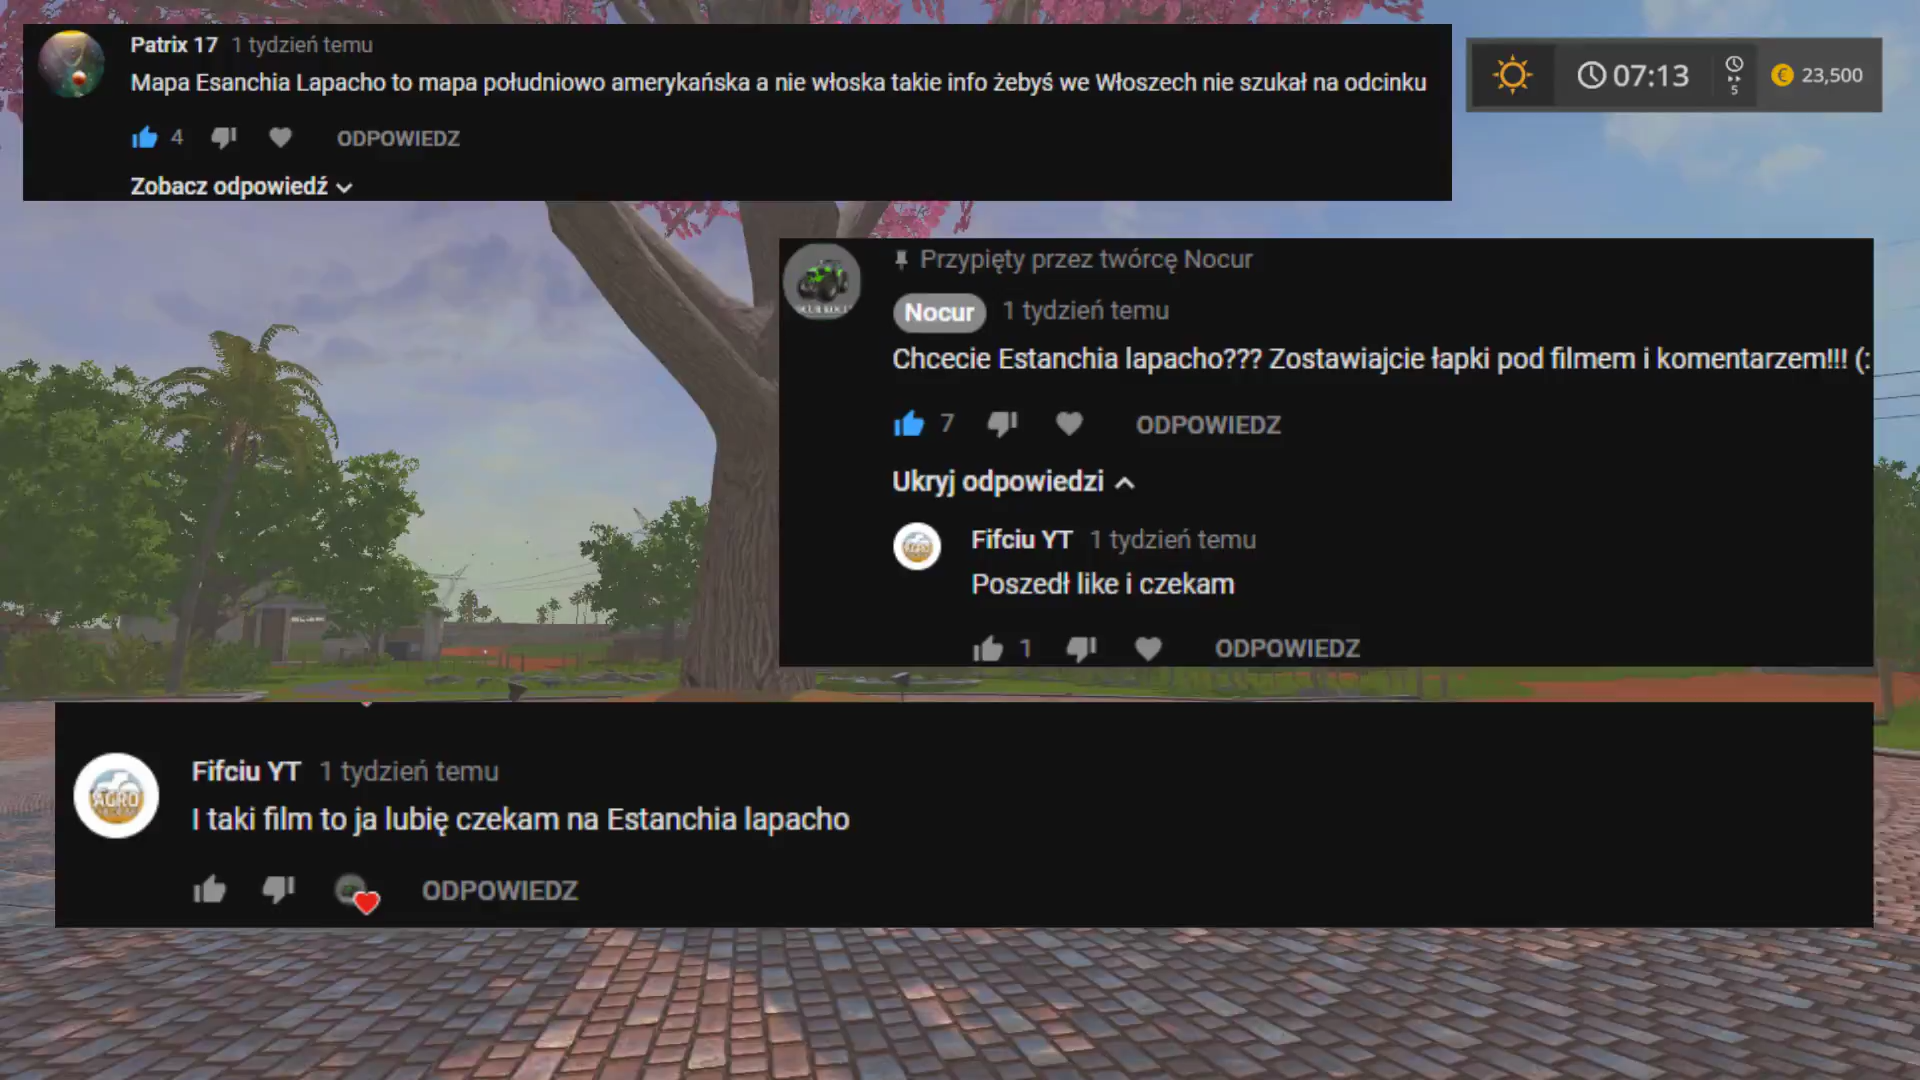 Patrix 17 1 tydzień temu
Mapa Esanchia Lapacho to mapa południowo amerykańska a nie włoska takie info żebyś we Włoszech nie szukał na odcinku
4 ODPOWIEDZ
Zobacz odpowiedź
07:13 5 23,500
Przypięty przez twórcę Nocur
Nocur 1 tydzień temu
Chcecie Estanchia lapacho??? Zostawiajcie łapki pod filmem i komentarzem!!! (:
7 ODPOWIEDZ
Ukryj odpowiedzi
Fifciu YT 1 tydzień temu
Poszedł like i czekam
1 ODPOWIEDZ
Fifciu YT 1 tydzień temu
AGRO
I taki film to ja lubię czekam na Estanchia lapacho
ODPOWIEDZ